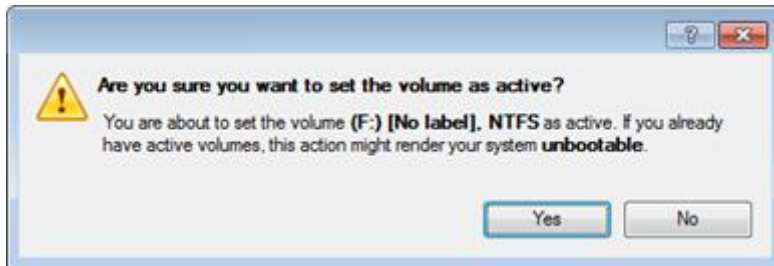 Are you sure you want to set the volume as active?
You are about to set the volume (F:) [No label], NTFS as active. If you already
have active volumes, this action might render your system unbootable.
Yes No